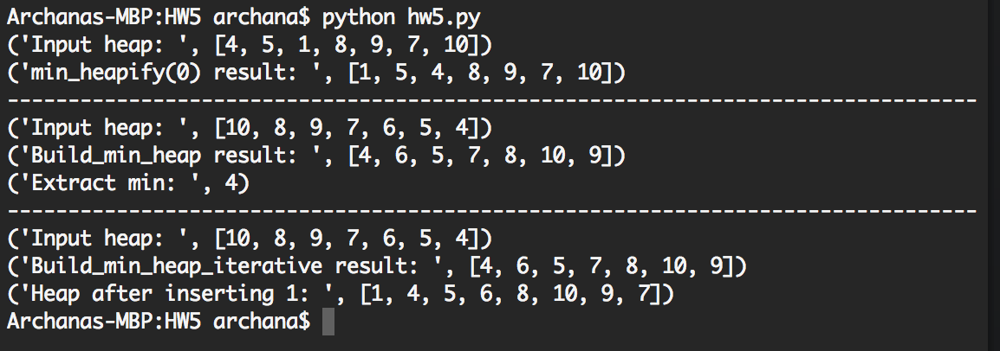 Archanas-MBP:HW5 archana$ python hw5.py
('Input heap: ', [4, 5, 1, 8, 9, 7, 10])
('min_heapify(0) result: ', [1, 5, 4, 8, 9, 7, 10])
--------------------------------------------------------------------------------
('Input heap: ', [10, 8, 9, 7, 6, 5, 4])
('Build_min_heap result: ', [4, 6, 5, 7, 8, 10, 9])
('Extract min: ', 4)
--------------------------------------------------------------------------------
('Input heap: ', [10, 8, 9, 7, 6, 5, 4])
('Build_min_heap_iterative result: ', [4, 6, 5, 7, 8, 10, 9])
('Heap after inserting 1: ', [1, 4, 5, 6, 8, 10, 9, 7])
Archanas-MBP:HW5 archana$